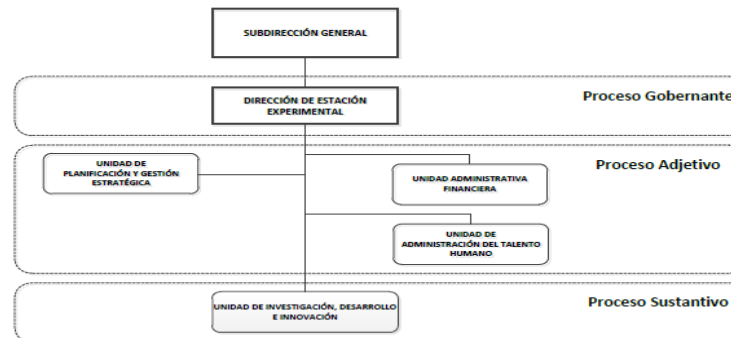 SUBDIRECCIÓN GENERAL
Proceso Gobernante
DIRECCIÓN DE ESTACIÓN
EXPERIMENTAL
Proceso Adjetivo
UNIDAD DE
PLANIFICACIÓN Y GESTIÓN
ESTRATÉGICA
UNIDAD ADMINISTRATIVA
FINANCIERA
UNIDAD DE
ADMINISTRACIÓN DEL TALENTO
HUMANO
Proceso Sustantivo
UNIDAD DE INVESTIGACIÓN, DESARROLLO
E INNOVACIÓN